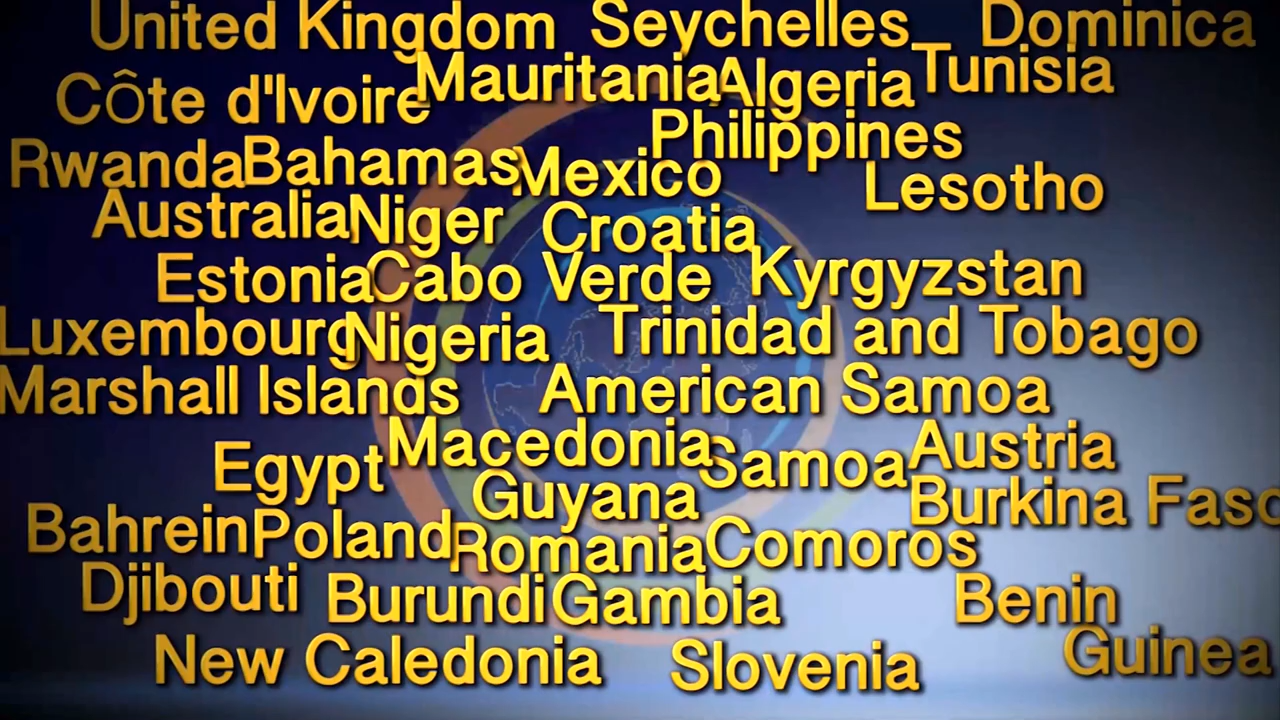 United Kingdom Seychelles Dominica
Côte d'Ivoire Mauritania Algeria Tunisia
Philippines
Rwanda Bahamas Mexico Lesotho
Australia Niger Croatia
Estonia Cabo Verde Kyrgyzstan
Luxembourg Nigeria Trinidad and Tobago
Marshall Islands American Samoa
Egypt Macedonia Samoa Austria
Guyana Burkina Faso
Bahrein Poland Romania Comoros
Djibouti Burundi Gambia Benin
New Caledonia Slovenia Guinea